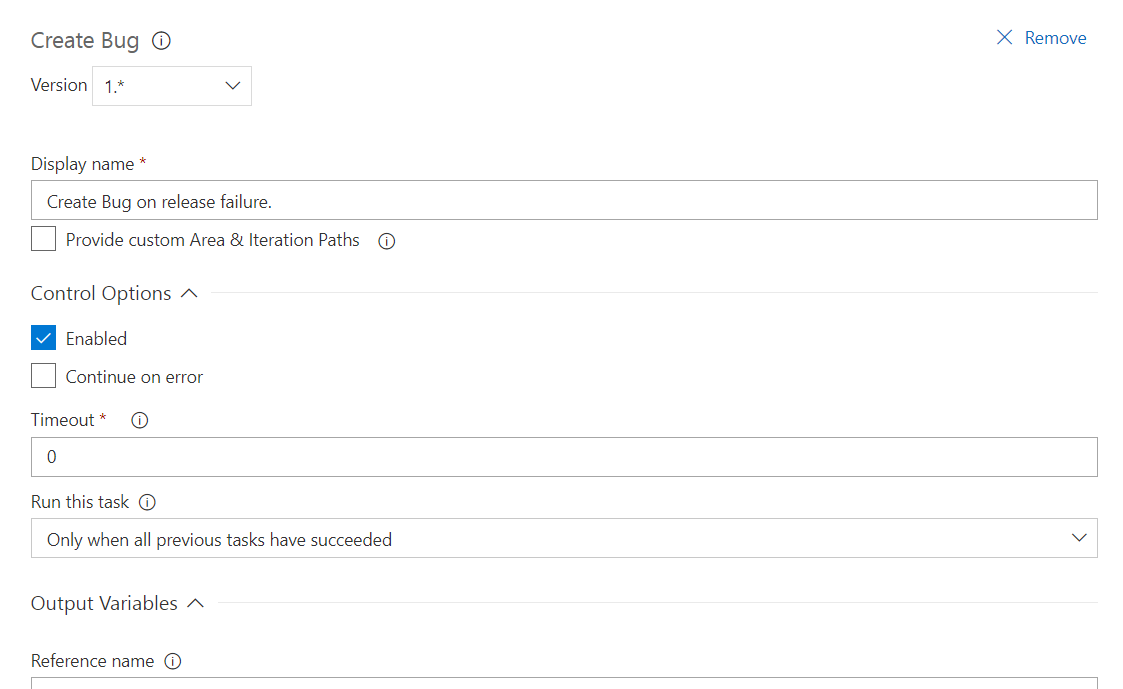 Create Bug
Remove
Version 1.*
Display name *
Create Bug on release failure.
Provide custom Area & Iteration Paths
Control Options
Enabled
Continue on error
Timeout *
0
Run this task
Only when all previous tasks have succeeded
Output Variables
Reference name